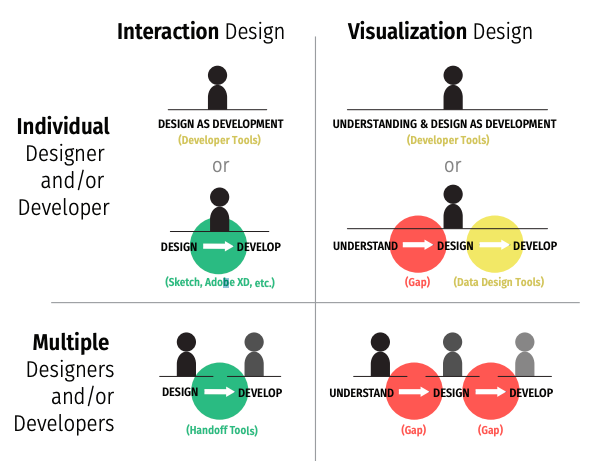 Interaction Design
Visualization Design
Individual
Designer
and/or
Developer
DESIGN AS DEVELOPMENT
(Developer Tools)
or
DESIGN DEVELOP
(Sketch, Adobe XD, etc.)
UNDERSTANDING & DESIGN AS DEVELOPMENT
(Developer Tools)
or
UNDERSTAND DESIGN DEVELOP
(Gap) (Data Design Tools)
Multiple
Designers
and/or
Developers
DESIGN DEVELOP
(Handoff Tools)
UNDERSTAND DESIGN DEVELOP
(Gap) (Gap)